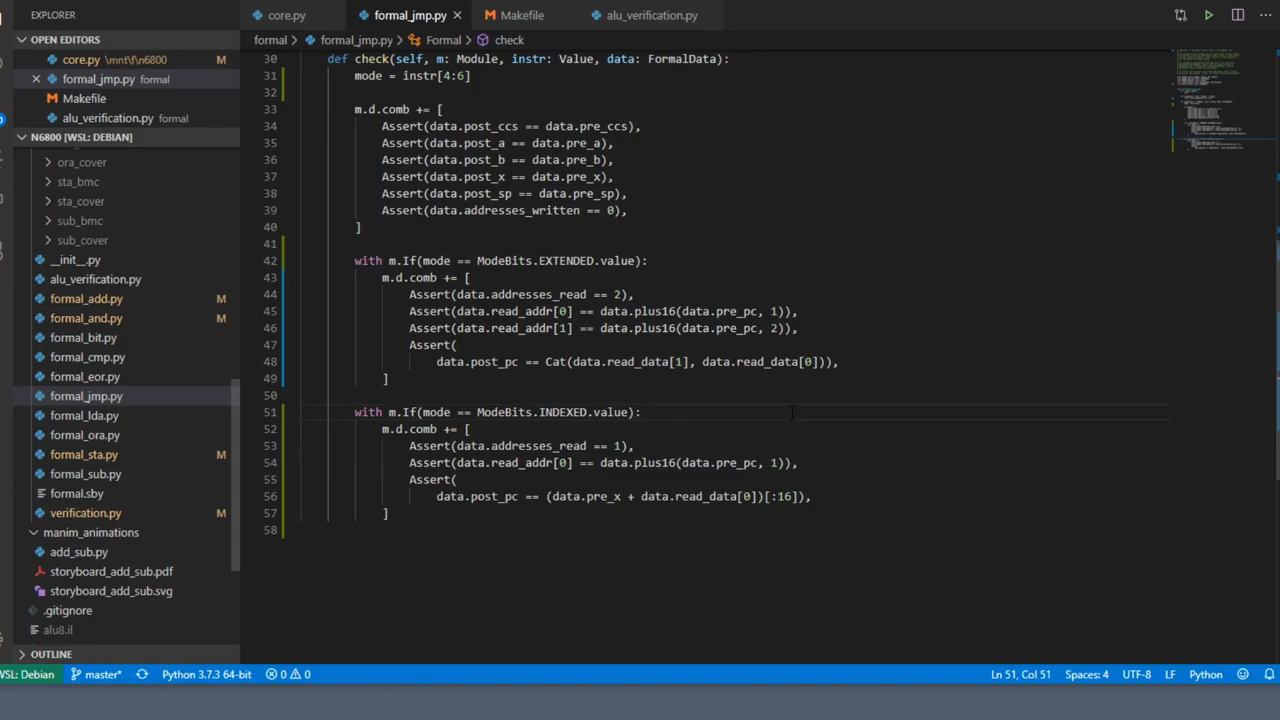 EXPLORER
core.py
formal_jmp.py
Makefile
alu_verification.py
OPEN EDITORS
core.py \mnt\f\n6800 M
formal_jmp.py formal
Makefile
alu_verification.py formal
N6800 [WSL: DEBIAN]
ora_cover
sta_bmc
sta_cover
sub_bmc
sub_cover
__init__.py
alu_verification.py
formal_add.py M
formal_and.py M
formal_bit.py
formal_cmp.py
formal_eor.py
formal_jmp.py
formal_lda.py
formal_ora.py
formal_sta.py M
formal_sub.py
formal.sby
verification.py M
manim_animations
add_sub.py
storyboard_add_sub.pdf
storyboard_add_sub.svg
.gitignore
alu8.il
OUTLINE
formal > formal_jmp.py > Formal > check
30 def check(self, m: Module, instr: Value, data: FormalData):
31 mode = instr[4:6]
32
33 m.d.comb += [
34 Assert(data.post_ccs == data.pre_ccs),
35 Assert(data.post_a == data.pre_a),
36 Assert(data.post_b == data.pre_b),
37 Assert(data.post_x == data.pre_x),
38 Assert(data.post_sp == data.pre_sp),
39 Assert(data.addresses_written == 0),
40 ]
41
42 with m.If(mode == ModeBits.EXTENDED.value):
43 m.d.comb += [
44 Assert(data.addresses_read == 2),
45 Assert(data.read_addr[0] == data.plus16(data.pre_pc, 1)),
46 Assert(data.read_addr[1] == data.plus16(data.pre_pc, 2)),
47 Assert(
48 data.post_pc == Cat(data.read_data[1], data.read_data[0])),
49 ]
50
51 with m.If(mode == ModeBits.INDEXED.value):
52 m.d.comb += [
53 Assert(data.addresses_read == 1),
54 Assert(data.read_addr[0] == data.plus16(data.pre_pc, 1)),
55 Assert(
56 data.post_pc == (data.pre_x + data.read_data[0])[:16]),
57 ]
58
WSL: Debian master* Python 3.7.3 64-bit 0 0 Ln 51, Col 51 Spaces: 4 UTF-8 LF Python